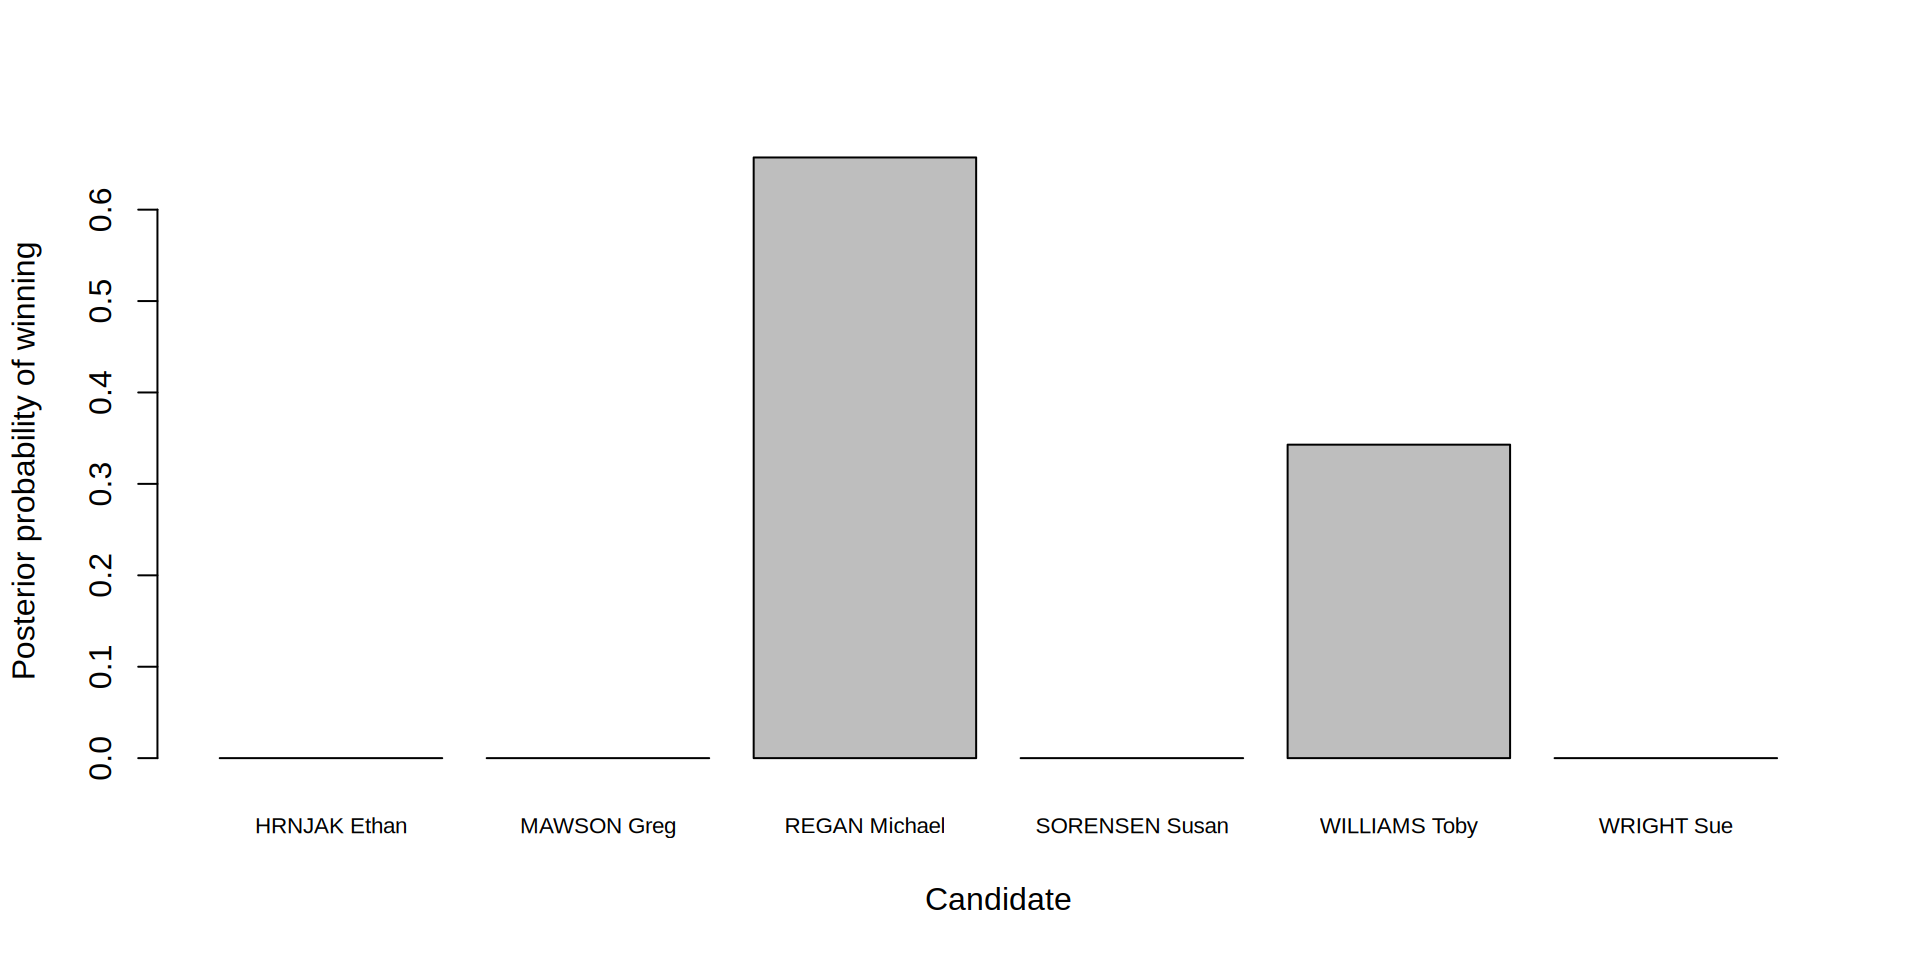 Posterior probability of winning
0.6
0.5
0.4
0.3
0.2
0.1
0.0
HRNJAK Ethan
MAWSON Greg
REGAN Michael
SORENSEN Susan
WILLIAMS Toby
WRIGHT Sue
Candidate